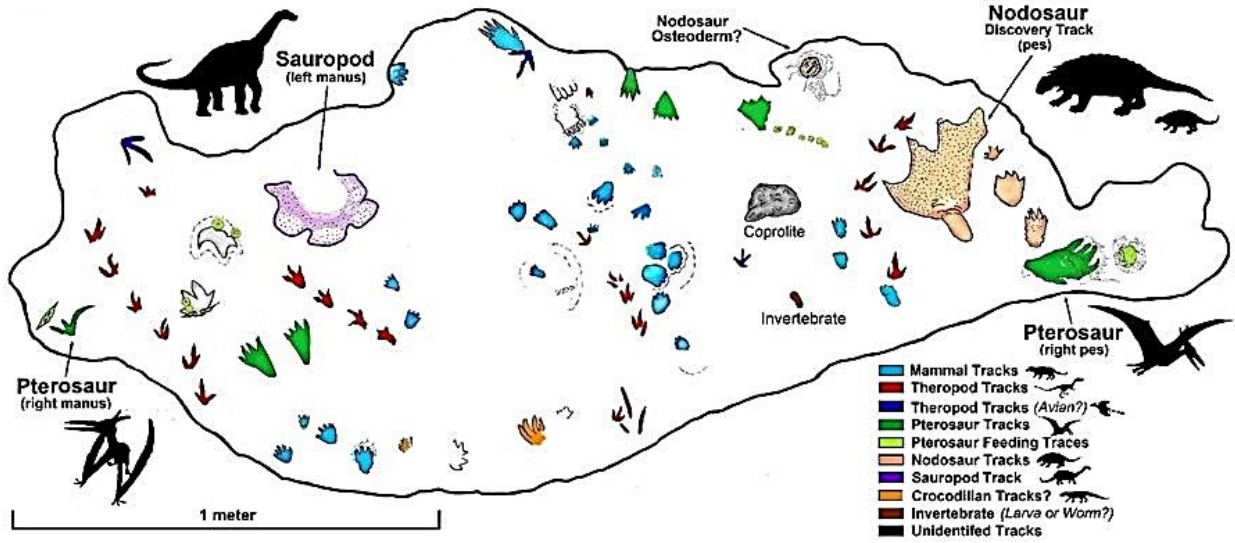 Nodosaur
Osteoderm?
Nodosaur
Discovery Track
(pes)
Sauropod
(left manus)
Coprolite
Invertebrate
Pterosaur
(right manus)
Pterosaur
(right pes)
Mammal Tracks
Theropod Tracks
Theropod Tracks (Avian?)
Pterosaur Tracks
Pterosaur Feeding Traces
Nodosaur Tracks
Sauropod Track
Crocodilian Tracks?
Invertebrate (Larva or Worm?)
Unidentifed Tracks
1 meter